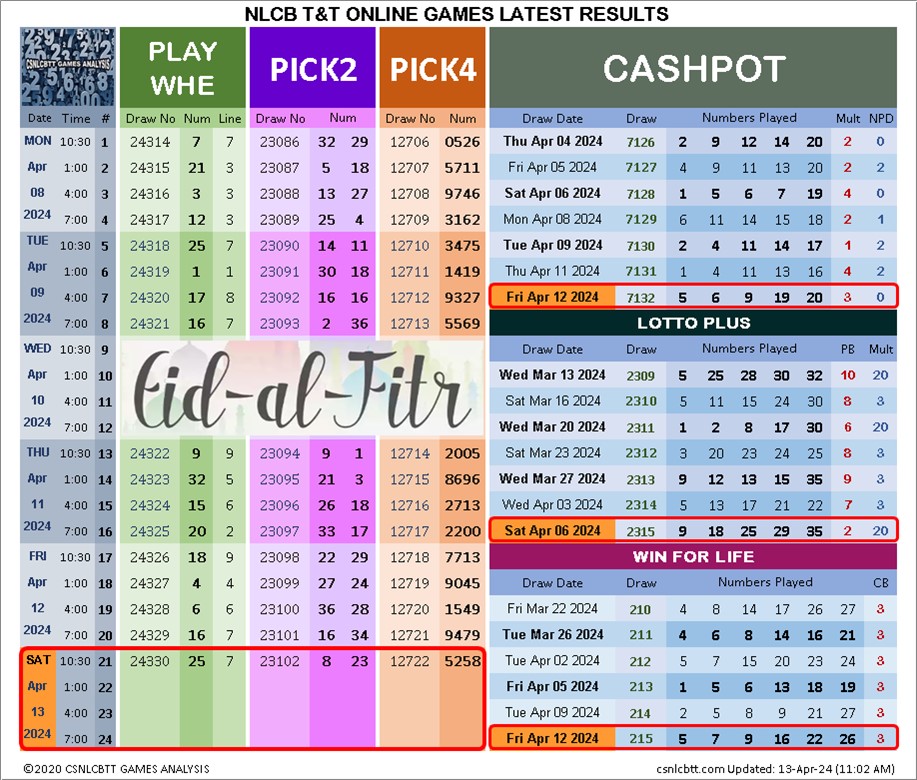 NLCB T&T ONLINE GAMES LATEST RESULTS
CSNLCBTT GAMES ANALYSIS
PLAY WHE PICK2 PICK4 CASHPOT
Date Time # Draw No Num Line Draw No Num Draw No Num Draw Date Draw Numbers Played Mult NPD
MON 10:30 1 24314 7 7 23086 32 29 12706 0526 Thu Apr 04 2024 7126 2 9 12 14 20 2 0
Apr 1:00 2 24315 21 3 23087 5 18 12707 5711 Fri Apr 05 2024 7127 4 9 11 13 20 2 2
08 4:00 3 24316 3 3 23088 13 27 12708 9746 Sat Apr 06 2024 7128 1 5 6 7 19 4 0
2024 7:00 4 24317 12 3 23089 25 4 12709 3162 Mon Apr 08 2024 7129 6 11 14 15 18 2 1
TUE 10:30 5 24318 25 7 23090 14 11 12710 3475 Tue Apr 09 2024 7130 2 4 11 14 17 1 2
Apr 1:00 6 24319 1 1 23091 30 18 12711 1419 Thu Apr 11 2024 7131 1 4 11 13 16 4 2
09 4:00 7 24320 17 8 23092 16 16 12712 9327 Fri Apr 12 2024 7132 5 6 9 19 20 3 0
2024 7:00 8 24321 16 7 23093 2 36 12713 5569 LOTTO PLUS
WED 10:30 9 Draw Date Draw Numbers Played PB Mult
Apr 1:00 10 Eid-al-Fitr Wed Mar 13 2024 2309 5 25 28 30 32 10 20
10 4:00 11 Sat Mar 16 2024 2310 5 11 15 24 30 8 3
2024 7:00 12 Wed Mar 20 2024 2311 1 2 8 17 30 6 20
THU 10:30 13 24322 9 9 23094 9 1 12714 2005 Sat Mar 23 2024 2312 3 20 23 24 25 8 3
Apr 1:00 14 24323 32 5 23095 21 3 12715 8696 Wed Mar 27 2024 2313 9 12 13 15 35 9 3
11 4:00 15 24324 15 6 23096 26 18 12716 2713 Wed Apr 03 2024 2314 5 13 17 21 22 7 3
2024 7:00 16 24325 20 2 23097 33 17 12717 2200 Sat Apr 06 2024 2315 9 18 25 29 35 2 20
FRI 10:30 17 24326 18 9 23098 22 29 12718 7713 WIN FOR LIFE
Apr 1:00 18 24327 4 4 23099 27 24 12719 9045 Draw Date Draw Numbers Played CB
12 4:00 19 24328 6 6 23100 36 28 12720 1549 Fri Mar 22 2024 210 4 8 14 17 26 27 3
2024 7:00 20 24329 16 7 23101 16 34 12721 9479 Tue Mar 26 2024 211 4 6 8 14 16 21 3
SAT 10:30 21 24330 25 7 23102 8 23 12722 5258 Tue Apr 02 2024 212 5 7 15 20 23 24 3
Apr 1:00 22 Fri Apr 05 2024 213 1 5 6 13 18 19 3
13 4:00 23 Tue Apr 09 2024 214 2 5 8 9 21 27 3
2024 7:00 24 Fri Apr 12 2024 215 5 7 9 16 22 26 3
©2020 CSNLCBTT GAMES ANALYSIS csnlcbtt.com Updated: 13-Apr-24 (11:02 AM)